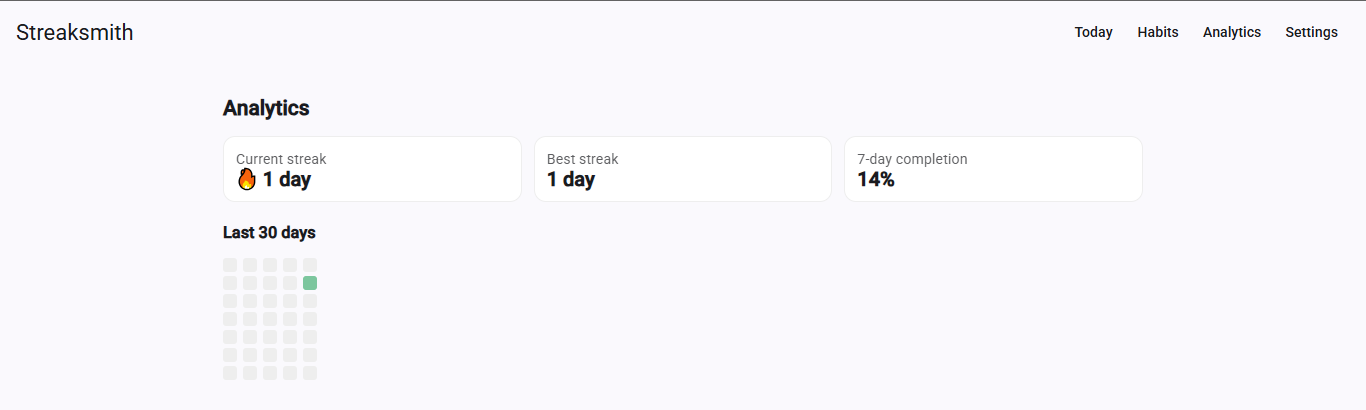 Streaksmith
Today Habits Analytics Settings
Analytics
Current streak
🔥 1 day
Best streak
1 day
7-day completion
14%
Last 30 days